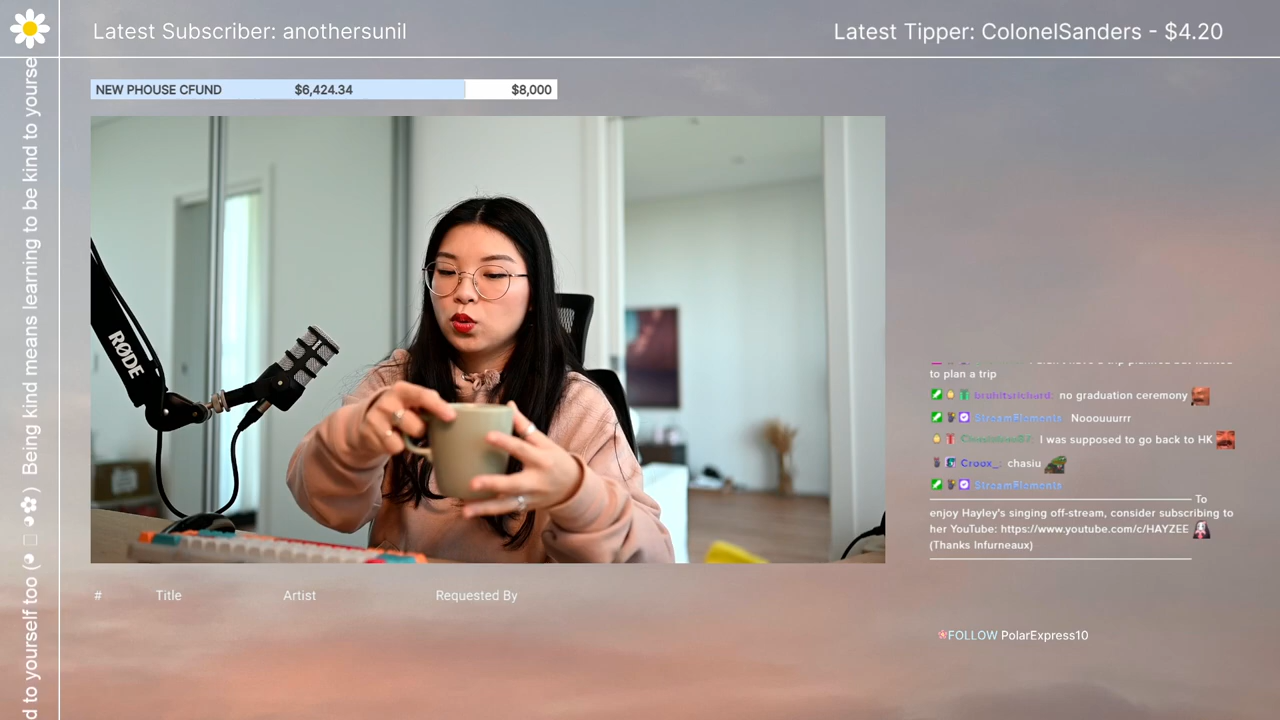 Latest Subscriber: anothersunil
Latest Tipper: ColonelSanders - $4.20
d to yourself too (◕ □ ◕✿ ) Being kind means learning to be kind to yourse
NEW PHOUSE CFUND $6,424.34 $8,000
RØDE
to plan a trip
bruhitsrichard: no graduation ceremony
StreamElements: Nooouuurrr
I was supposed to go back to HK
Croox_: chasiu
StreamElements:
To
enjoy Hayley's singing off-stream, consider subscribing to
her YouTube: https://www.youtube.com/c/HAYZEE
(Thanks Infurneaux)
# Title Artist Requested By
FOLLOW PolarExpress10